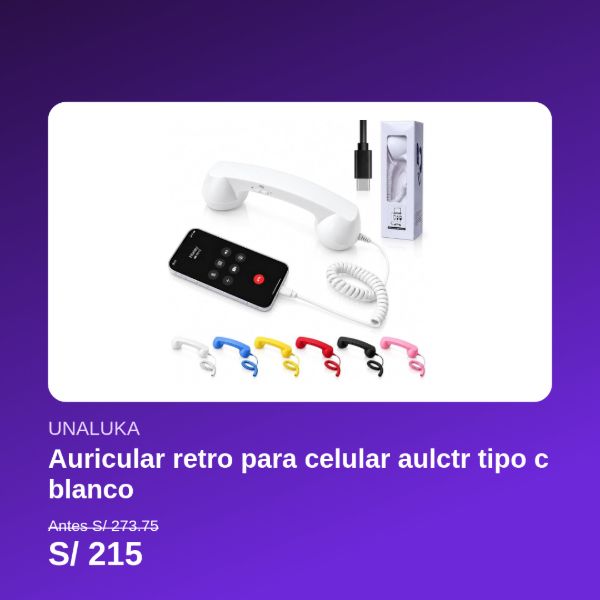 UNALUKA
Auricular retro para celular aulctr tipo c
blanco
Antes S/ 273.75
S/ 215